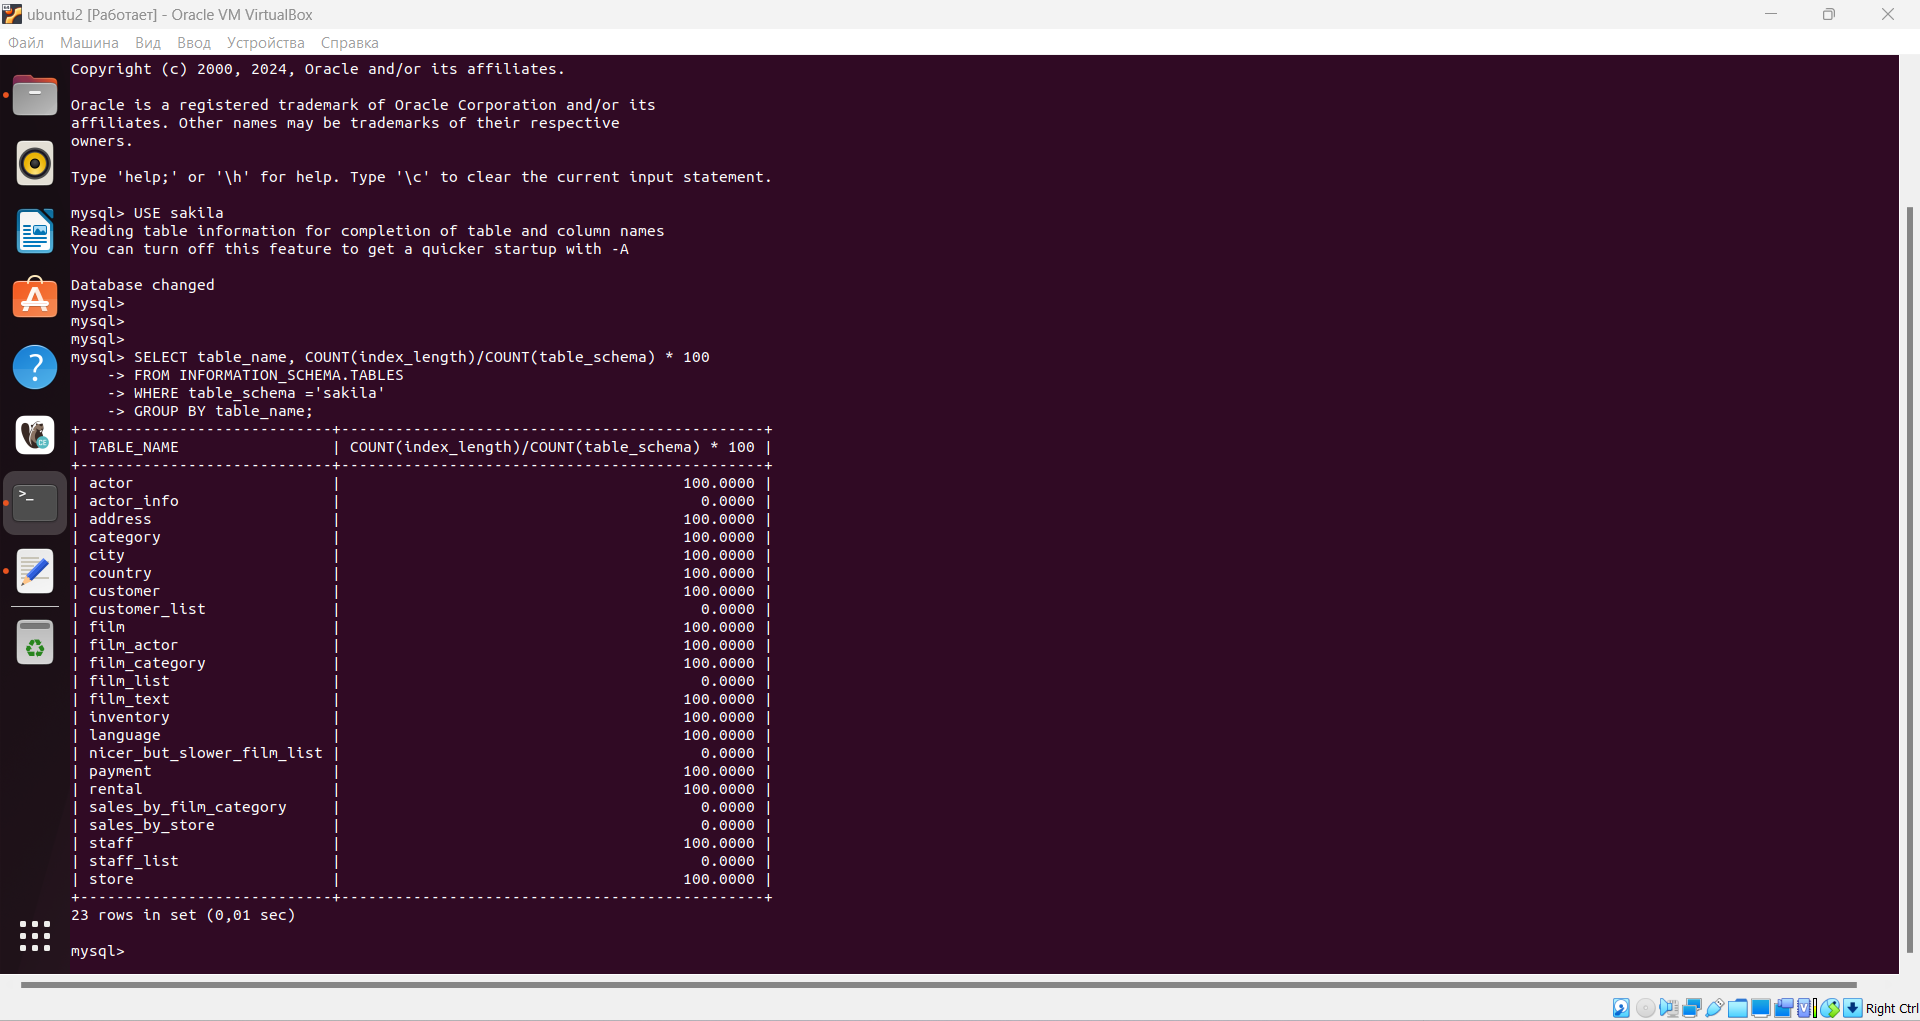 ubuntu2 [Работает] - Oracle VM VirtualBox
Файл Машина Вид Ввод Устройства Справка
Copyright (c) 2000, 2024, Oracle and/or its affiliates.
Oracle is a registered trademark of Oracle Corporation and/or its
affiliates. Other names may be trademarks of their respective
owners.
Type 'help;' or '\h' for help. Type '\c' to clear the current input statement.
mysql> USE sakila
Reading table information for completion of table and column names
You can turn off this feature to get a quicker startup with -A
Database changed
mysql>
mysql>
mysql>
mysql> SELECT table_name, COUNT(index_length)/COUNT(table_schema) * 100
    -> FROM INFORMATION_SCHEMA.TABLES
    -> WHERE table_schema ='sakila'
    -> GROUP BY table_name;
+----------------------------+-----------------------------------------------+
| TABLE_NAME                 | COUNT(index_length)/COUNT(table_schema) * 100 |
+----------------------------+-----------------------------------------------+
| actor                      |                                      100.0000 |
| actor_info                 |                                        0.0000 |
| address                    |                                      100.0000 |
| category                   |                                      100.0000 |
| city                       |                                      100.0000 |
| country                    |                                      100.0000 |
| customer                   |                                      100.0000 |
| customer_list              |                                        0.0000 |
| film                       |                                      100.0000 |
| film_actor                 |                                      100.0000 |
| film_category              |                                      100.0000 |
| film_list                  |                                        0.0000 |
| film_text                  |                                      100.0000 |
| inventory                  |                                      100.0000 |
| language                   |                                      100.0000 |
| nicer_but_slower_film_list |                                        0.0000 |
| payment                    |                                      100.0000 |
| rental                     |                                      100.0000 |
| sales_by_film_category     |                                        0.0000 |
| sales_by_store             |                                        0.0000 |
| staff                      |                                      100.0000 |
| staff_list                 |                                        0.0000 |
| store                      |                                      100.0000 |
+----------------------------+-----------------------------------------------+
23 rows in set (0,01 sec)
mysql>
Right Ctrl